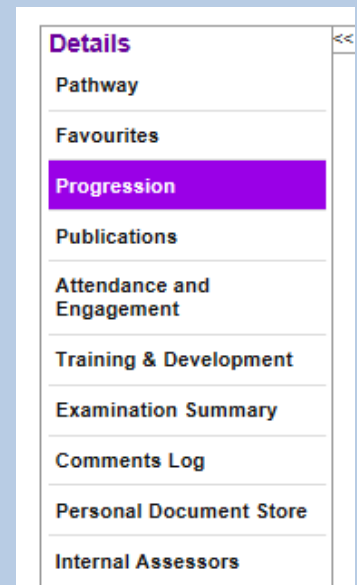 Details
<<
Pathway
Favourites
Progression
Publications
Attendance and
Engagement
Training & Development
Examination Summary
Comments Log
Personal Document Store
Internal Assessors